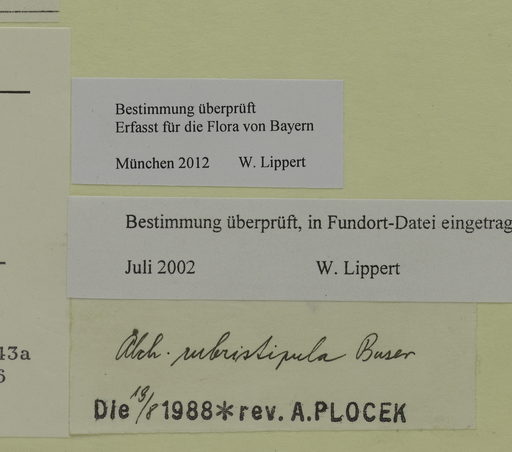 Bestimmung überprüft
Erfasst für die Flora von Bayern
München 2012 W. Lippert
Bestimmung überprüft, in Fundort-Datei eingetrag
Juli 2002 W. Lippert
43a
6
Alch. rubristipula Buser
Die 19/8 1988* rev. A.PLOCEK